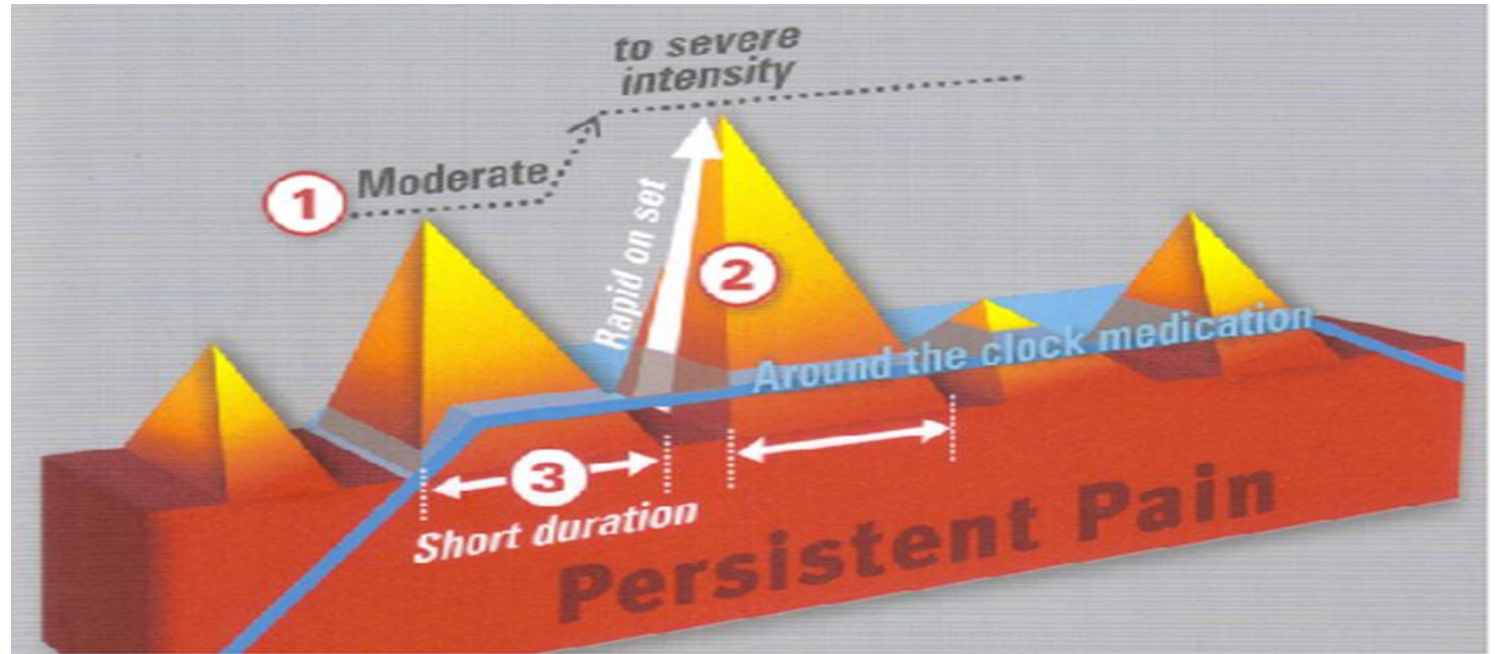 to severe
intensity
1 Moderate
Rapid on set
2
Around the clock medication
3
Short duration
Persistent Pain